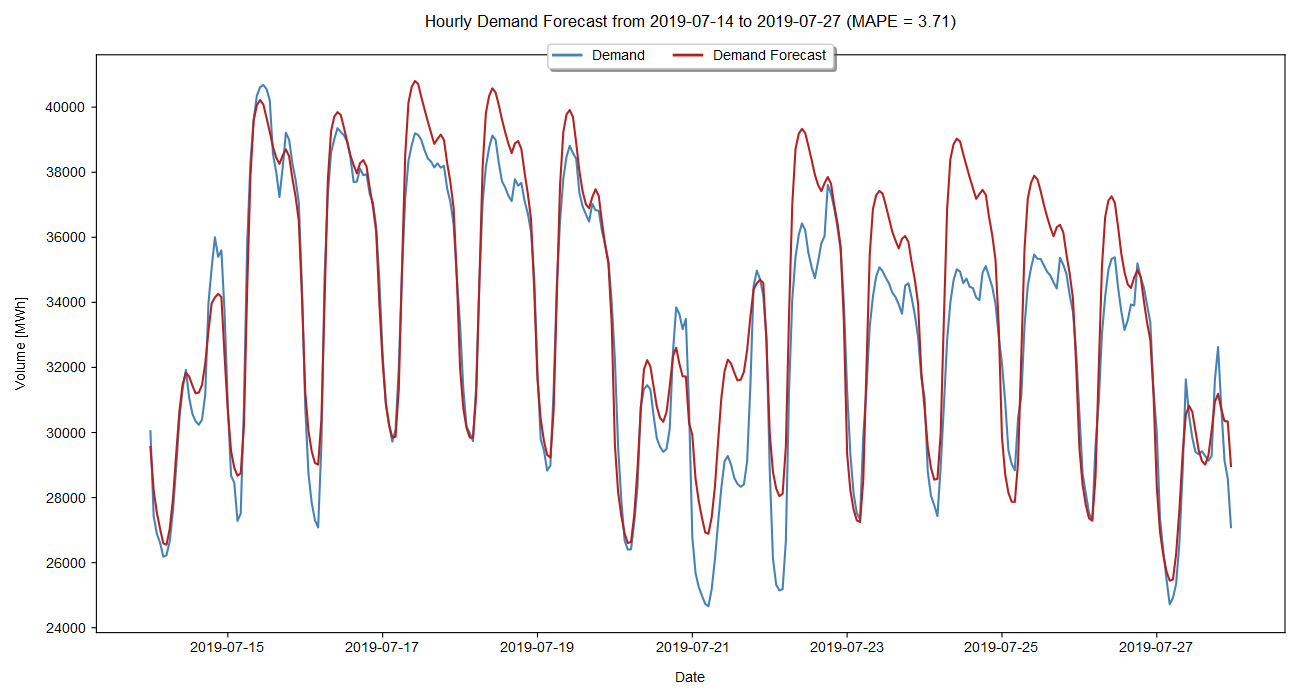 Hourly Demand Forecast from 2019-07-14 to 2019-07-27 (MAPE = 3.71)
Demand Demand Forecast
40000
38000
36000
34000
32000
30000
28000
26000
24000
Volume [MWh]
2019-07-15 2019-07-17 2019-07-19 2019-07-21 2019-07-23 2019-07-25 2019-07-27
Date